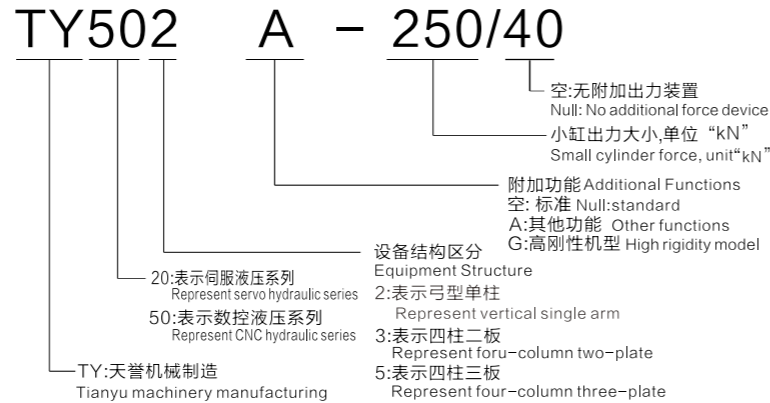 TY502 A - 250/40
空:无附加出力装置
Null: No additional force device
小缸出力大小,单位 “kN”
Small cylinder force, unit“kN”
附加功能 Additional Functions
空: 标准 Null:standard
A:其他功能 Other functions
G:高刚性机型 High rigidity model
设备结构区分
Equipment Structure
2:表示弓型单柱
Represent vertical single arm
3:表示四柱二板
Represent foru-column two-plate
5:表示四柱三板
Represent four-column three-plate
20:表示伺服液压系列
Represent servo hydraulic series
50:表示数控液压系列
Represent CNC hydraulic series
TY:天誉机械制造
Tianyu machinery manufacturing